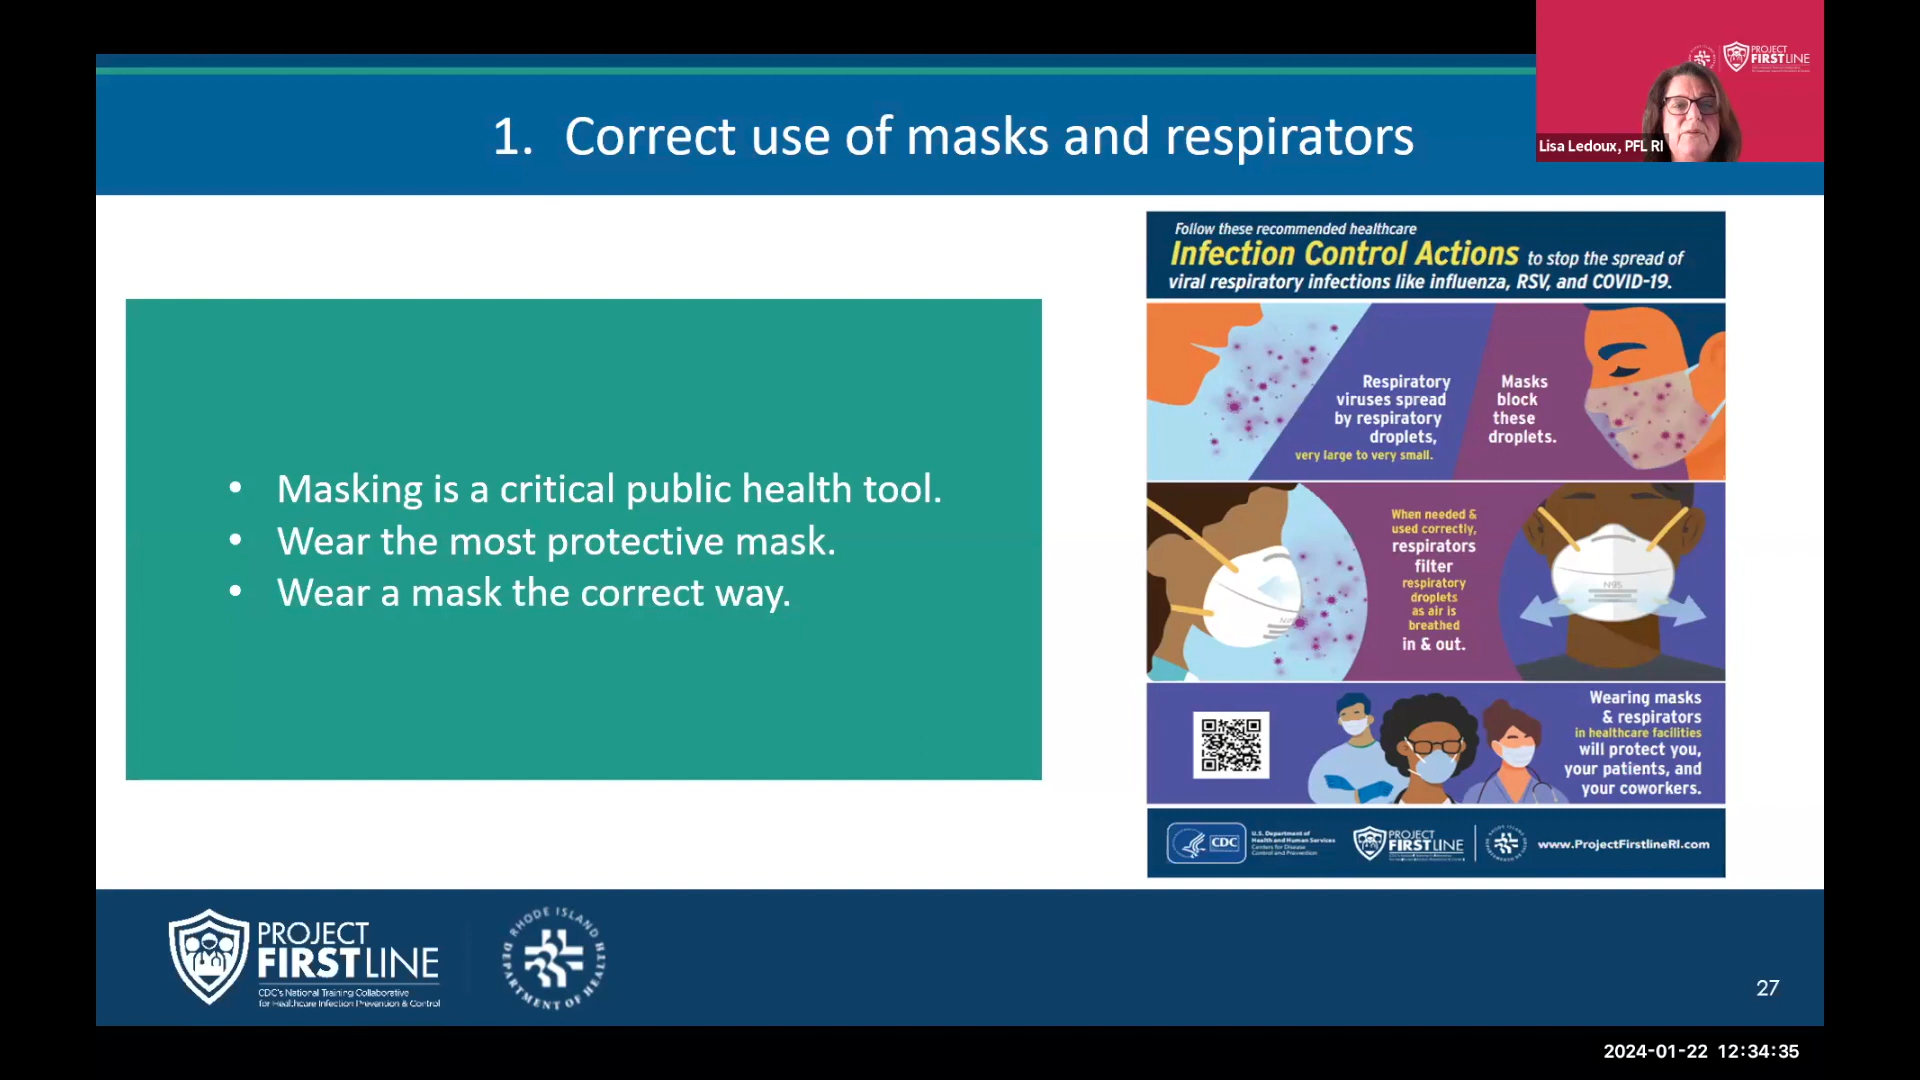 1. Correct use of masks and respirators
PROJECT
FIRSTLINE
Lisa Ledoux, PFL RI
• Masking is a critical public health tool.
• Wear the most protective mask.
• Wear a mask the correct way.
Follow these recommended healthcare
Infection Control Actions to stop the spread of
viral respiratory infections like influenza, RSV, and COVID-19.
Respiratory
viruses spread
by respiratory
droplets,
very large to very small.
Masks
block
these
droplets.
When needed &
used correctly,
respirators
filter
respiratory
droplets
as air is
breathed
in & out.
N95
Wearing masks
& respirators
in healthcare facilities
will protect you,
your patients, and
your coworkers.
CDC
U.S. Department of
Health and Human Services
Centers for Disease
Control and Prevention
PROJECT
FIRSTLINE
www.ProjectFirstlineRI.com
PROJECT
FIRSTLINE
CDC's National Training Collaborative
for Healthcare Infection Prevention & Control
RHODE ISLAND
DEPARTMENT OF HEALTH
27
2024-01-22 12:34:35